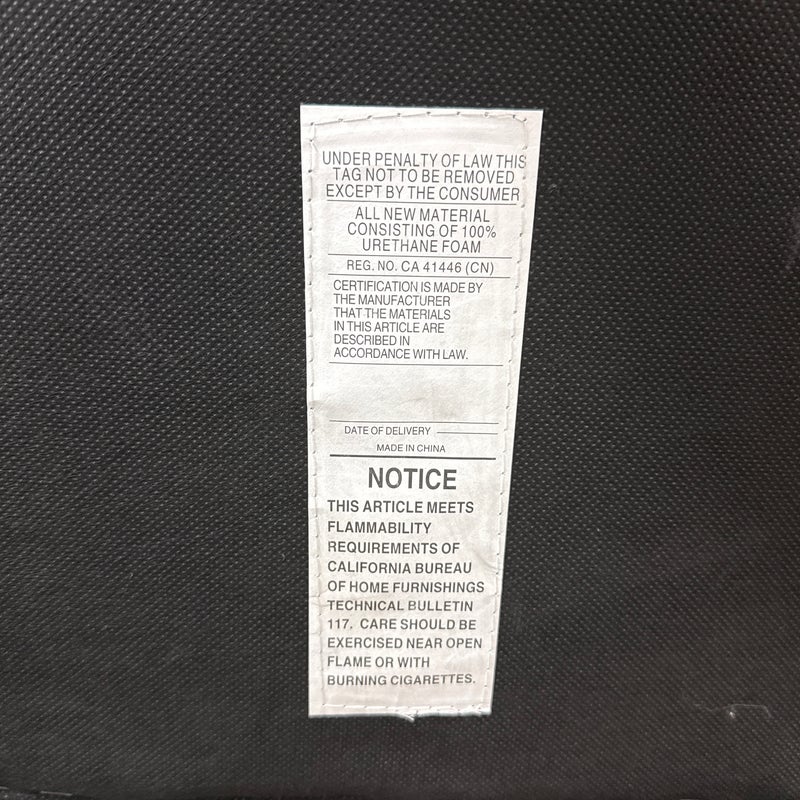 UNDER PENALTY OF LAW THIS
TAG NOT TO BE REMOVED
EXCEPT BY THE CONSUMER
ALL NEW MATERIAL
CONSISTING OF 100%
URETHANE FOAM
REG. NO. CA 41446 (CN)
CERTIFICATION IS MADE BY
THE MANUFACTURER
THAT THE MATERIALS
IN THIS ARTICLE ARE
DESCRIBED IN
ACCORDANCE WITH LAW.
DATE OF DELIVERY
MADE IN CHINA
NOTICE
THIS ARTICLE MEETS
FLAMMABILITY
REQUIREMENTS OF
CALIFORNIA BUREAU
OF HOME FURNISHINGS
TECHNICAL BULLETIN
117. CARE SHOULD BE
EXERCISED NEAR OPEN
FLAME OR WITH
BURNING CIGARETTES.